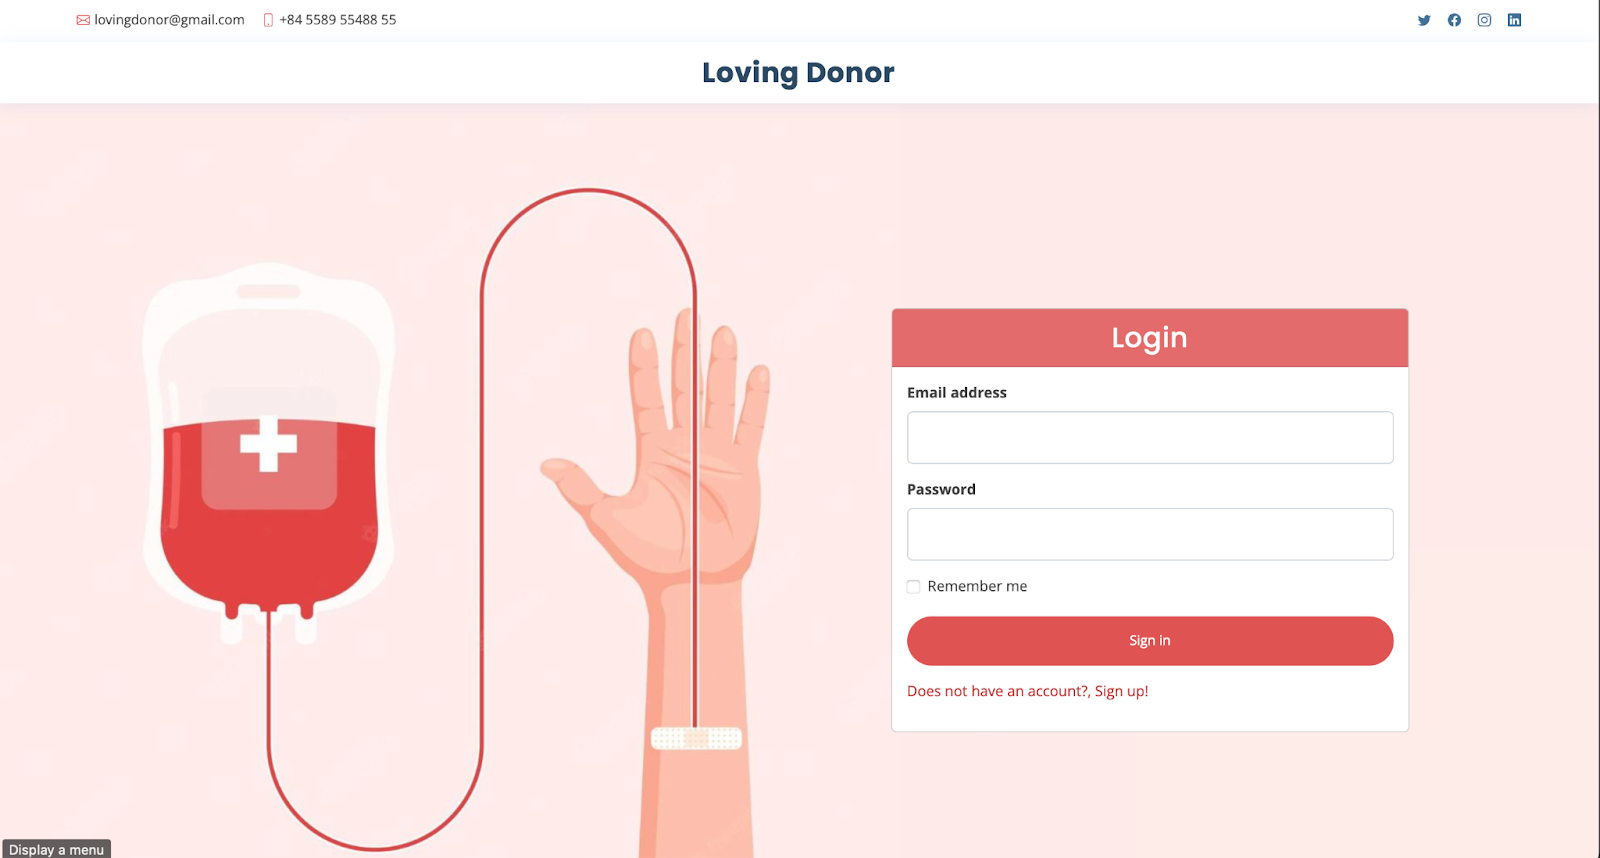 lovingdonor@gmail.com +84 5589 55488 55
Loving Donor
Login
Email address
Password
Remember me
Sign in
Does not have an account?, Sign up!
Display a menu